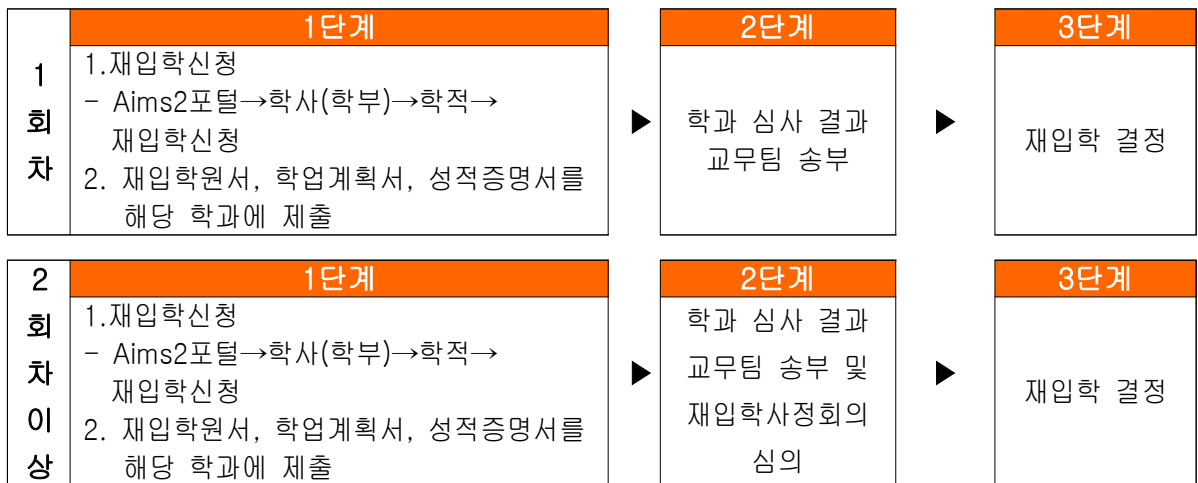 1회차
1단계
1.재입학신청
- Aims2포털→학사(학부)→학적→
재입학신청
2. 재입학원서, 학업계획서, 성적증명서를
해당 학과에 제출
▶
2단계
학과 심사 결과
교무팀 송부
▶
3단계
재입학 결정
2회차이상
1단계
1.재입학신청
- Aims2포털→학사(학부)→학적→
재입학신청
2. 재입학원서, 학업계획서, 성적증명서를
해당 학과에 제출
▶
2단계
학과 심사 결과
교무팀 송부 및
재입학사정회의
심의
▶
3단계
재입학 결정